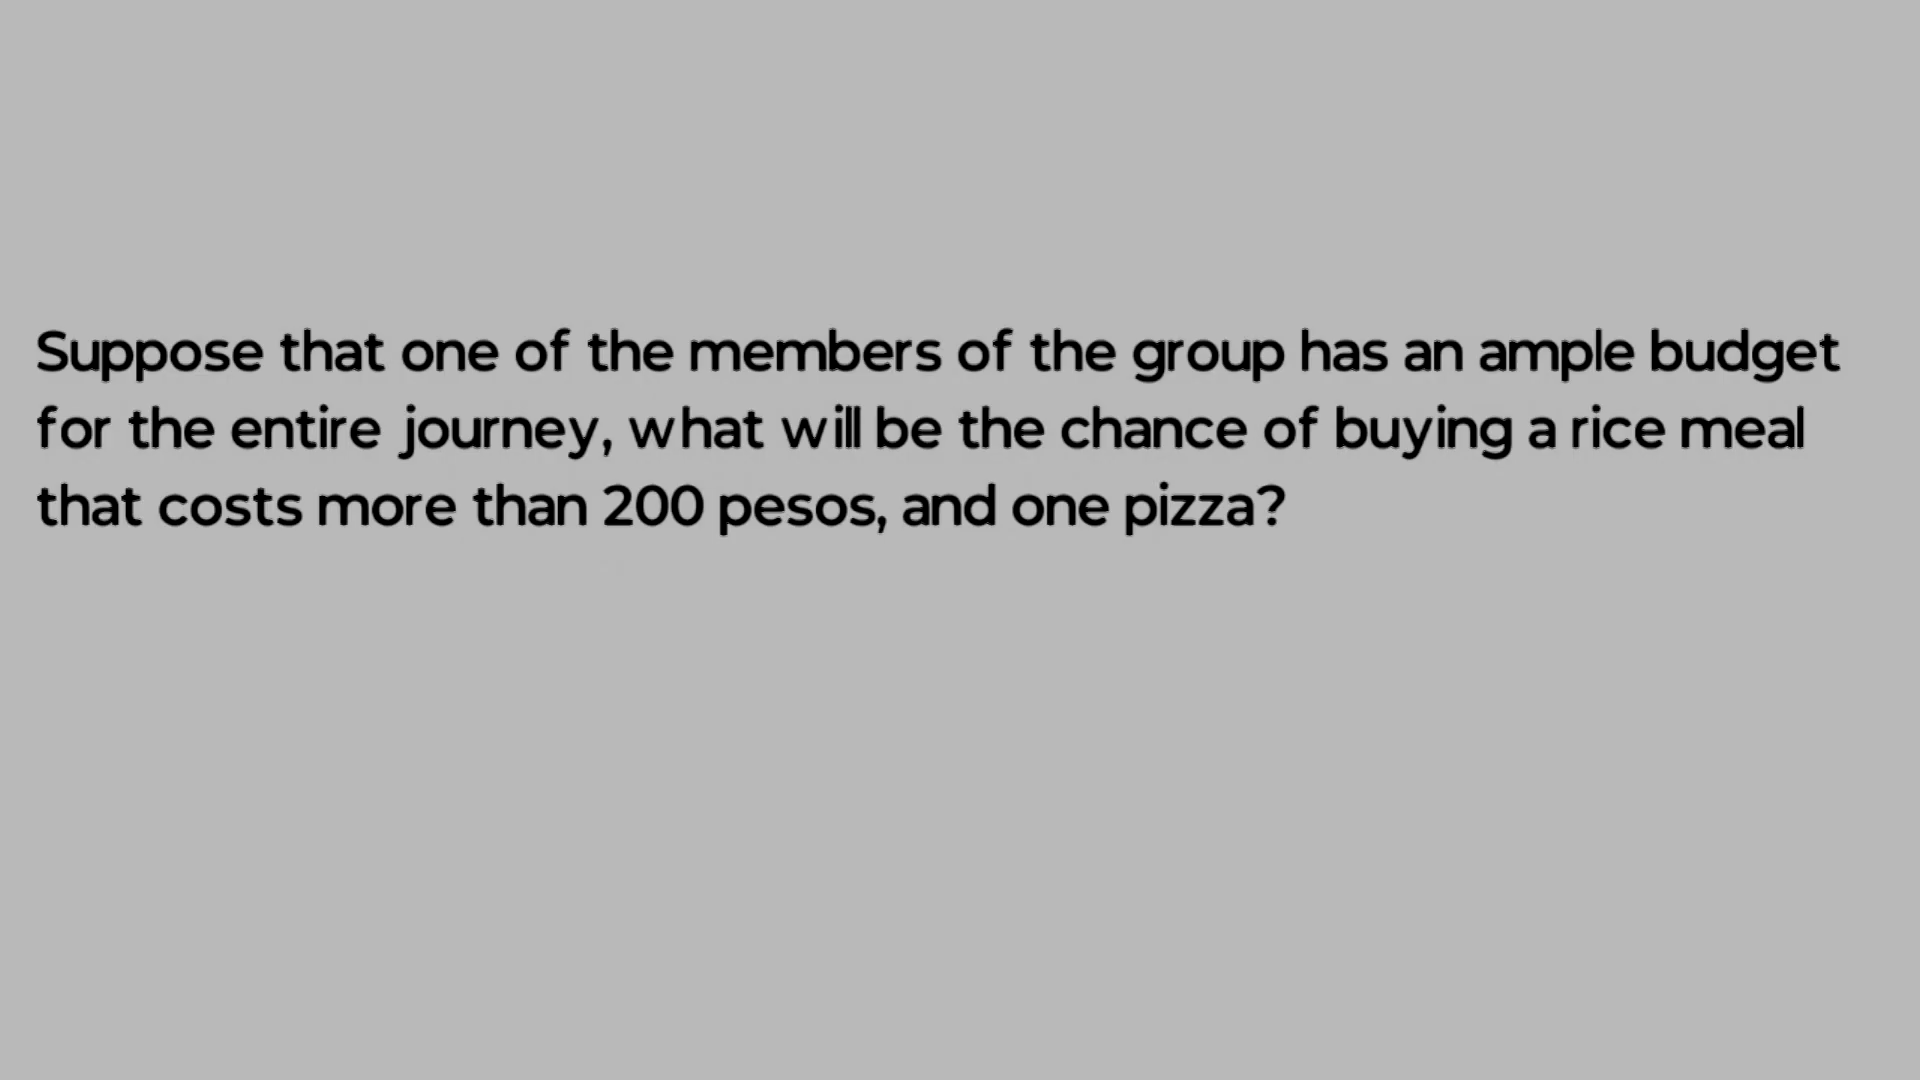 Suppose that one of the members of the group has an ample budget
for the entire journey, what will be the chance of buying a rice meal
that costs more than 200 pesos, and one pizza?